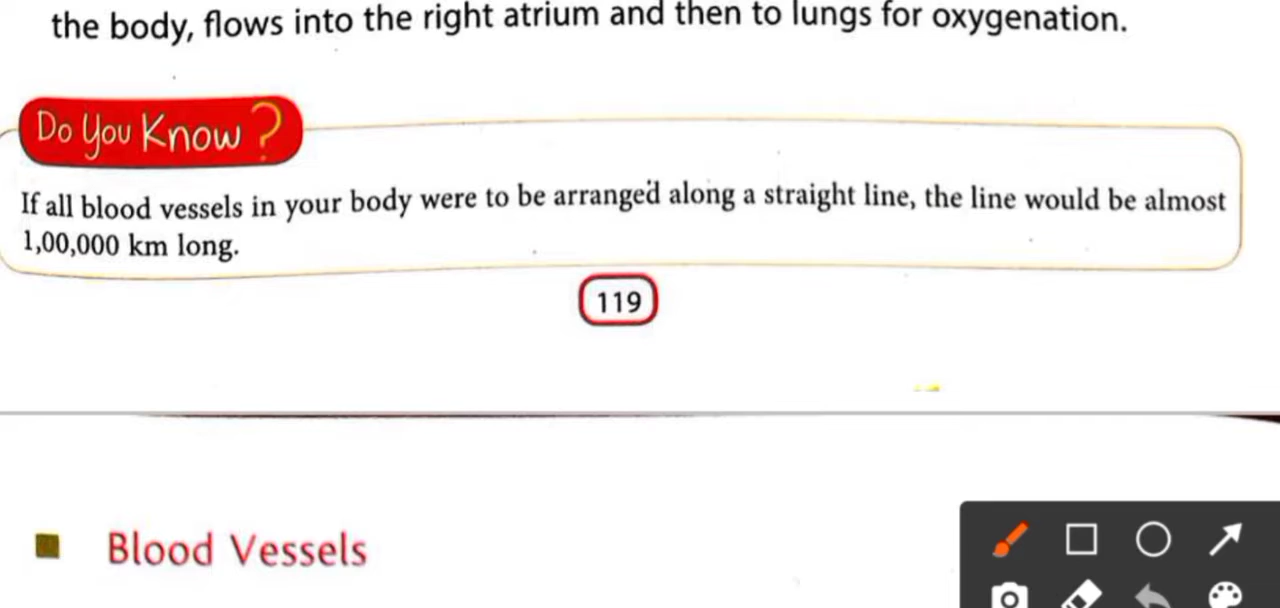 the body, flows into the right atrium and then to lungs for oxygenation.
Do You Know ?
If all blood vessels in your body were to be arranged along a straight line, the line would be almost
1,00,000 km long.
119
Blood Vessels